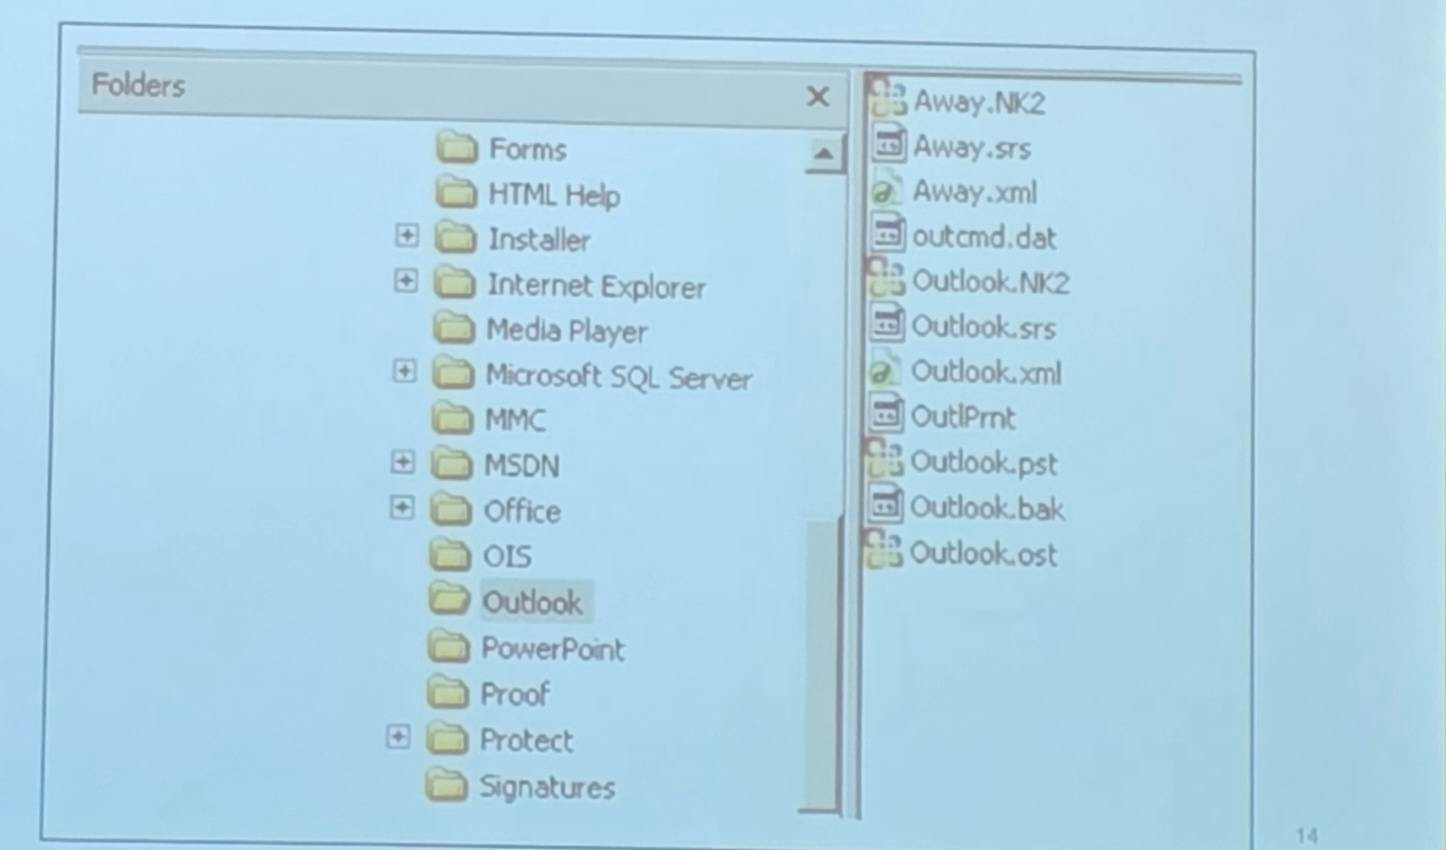 Folders
Forms
HTML Help
Installer
Internet Explorer
Media Player
Microsoft SQL Server
MMC
MSDN
Office
OIS
Outlook
PowerPoint
Proof
Protect
Signatures
Away.NK2
Away.srs
Away.xml
outcmd.dat
Outlook.NK2
Outlook.srs
Outlook.xml
OutlPrnt
Outlook.pst
Outlook.bak
Outlook.ost
14